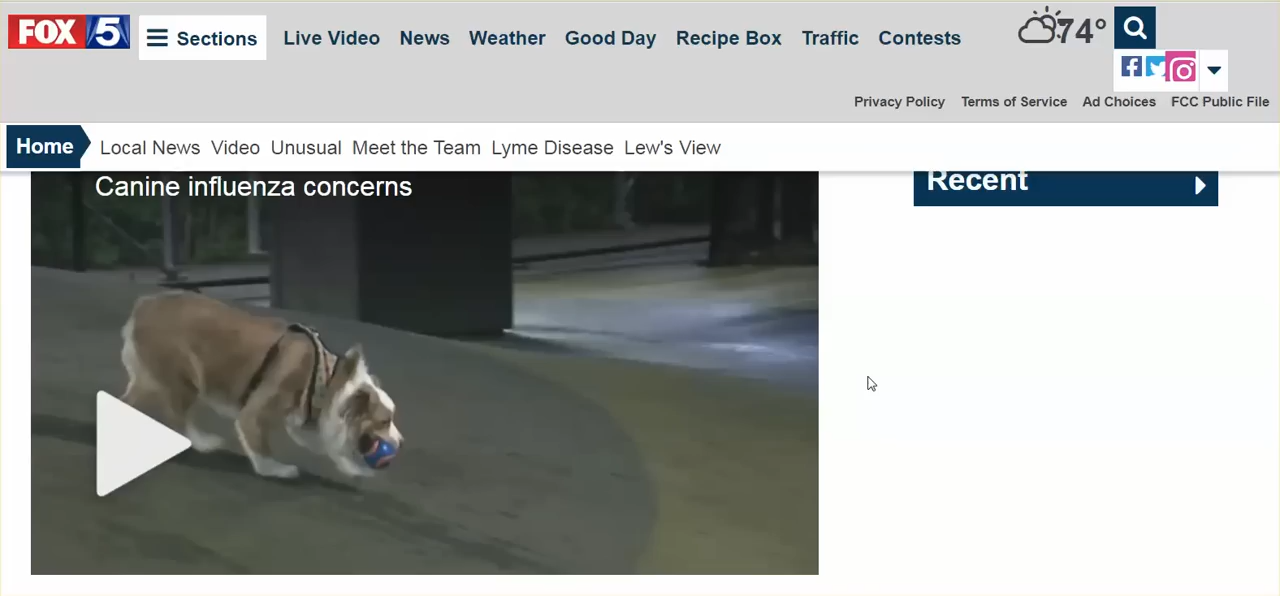 FOX 5
Sections
Live Video News Weather Good Day Recipe Box Traffic Contests
74°
Privacy Policy Terms of Service Ad Choices FCC Public File
Home
Local News Video Unusual Meet the Team Lyme Disease Lew's View
Canine influenza concerns
Recent